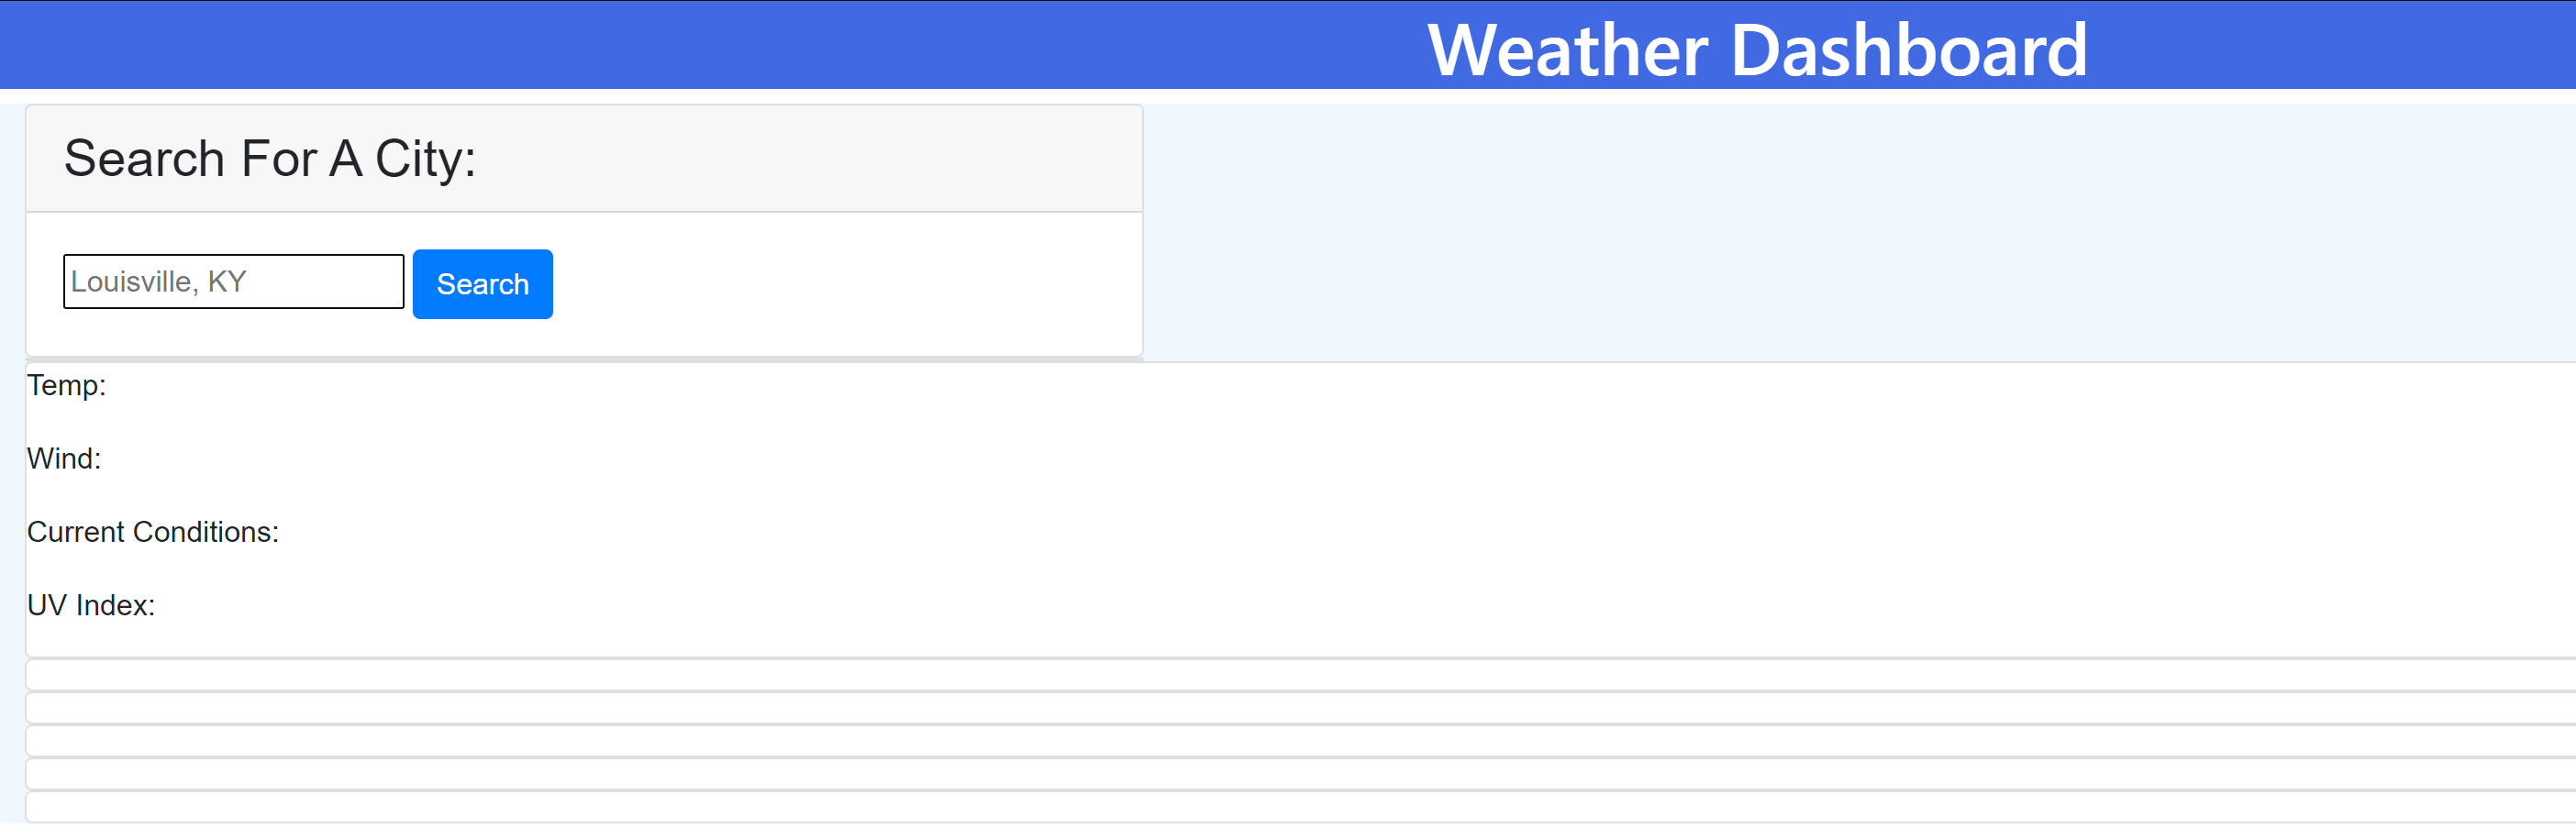 Weather Dashboard
Search For A City:
Louisville, KY Search
Temp:
Wind:
Current Conditions:
UV Index: